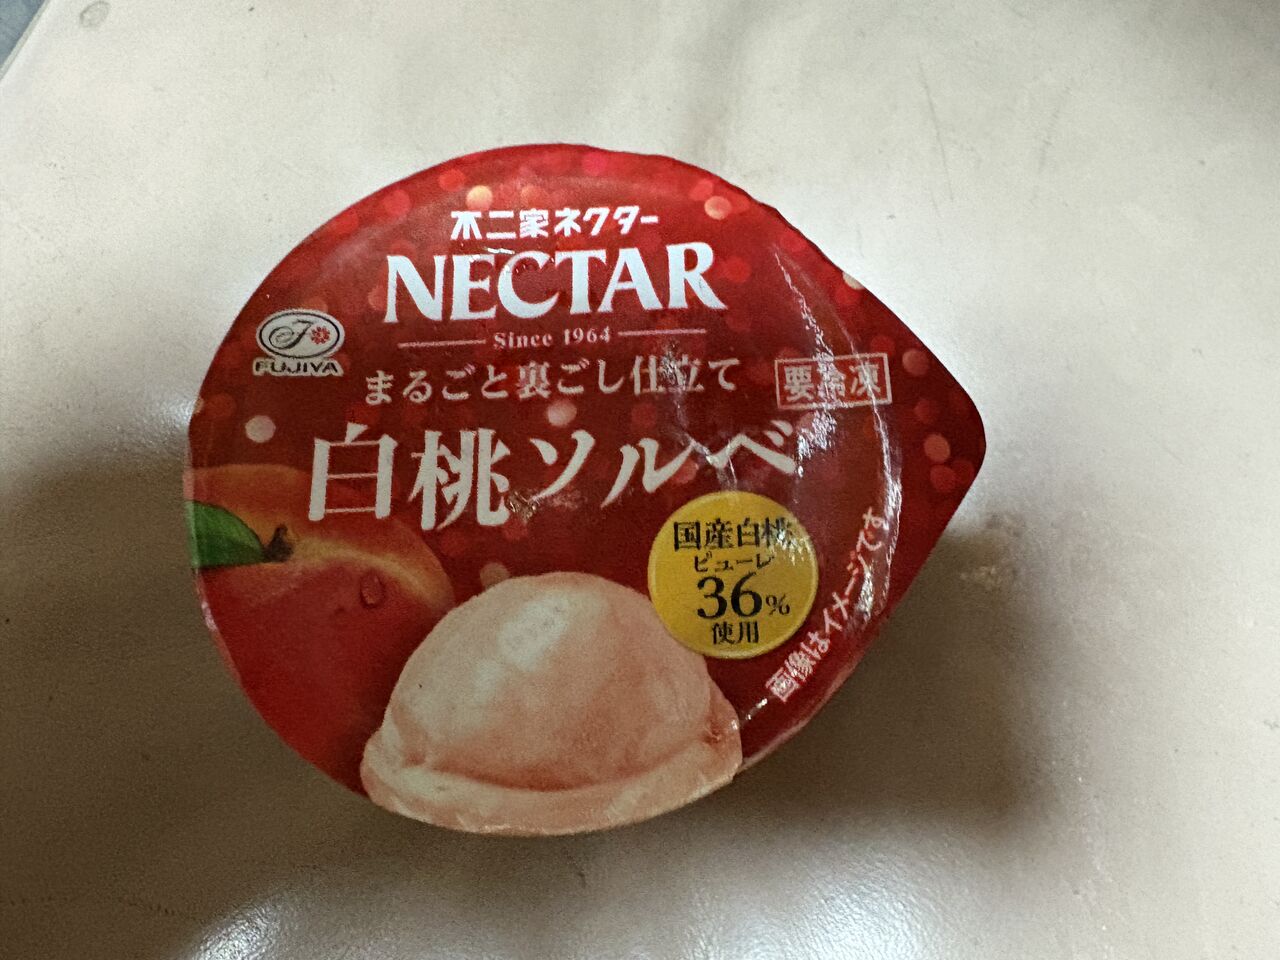 不二家ネクター
NECTAR
Since 1964
FUJIYA
まるごと裏ごし仕立て
要冷凍
白桃ソルベ
国産白桃
ピューレ
36%
使用
画像はイメージです